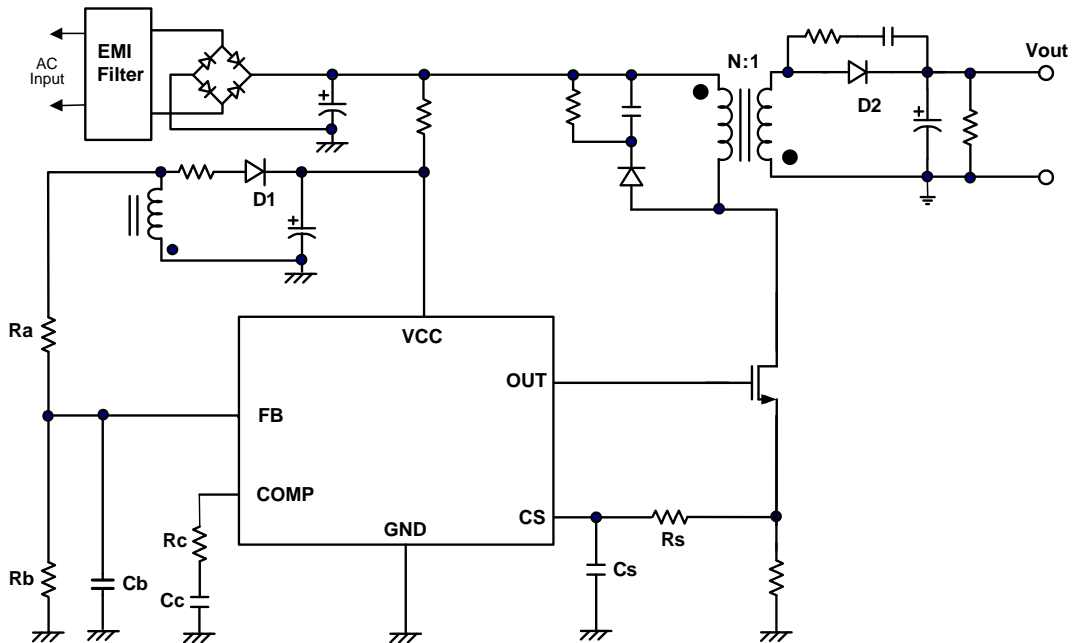 AC
Input
EMI
Filter
N:1
Vout
D2
D1
Ra
VCC
OUT
FB
COMP
CS
GND
Rc
Rs
Rb
Cb
Cc
Cs
+
+
+